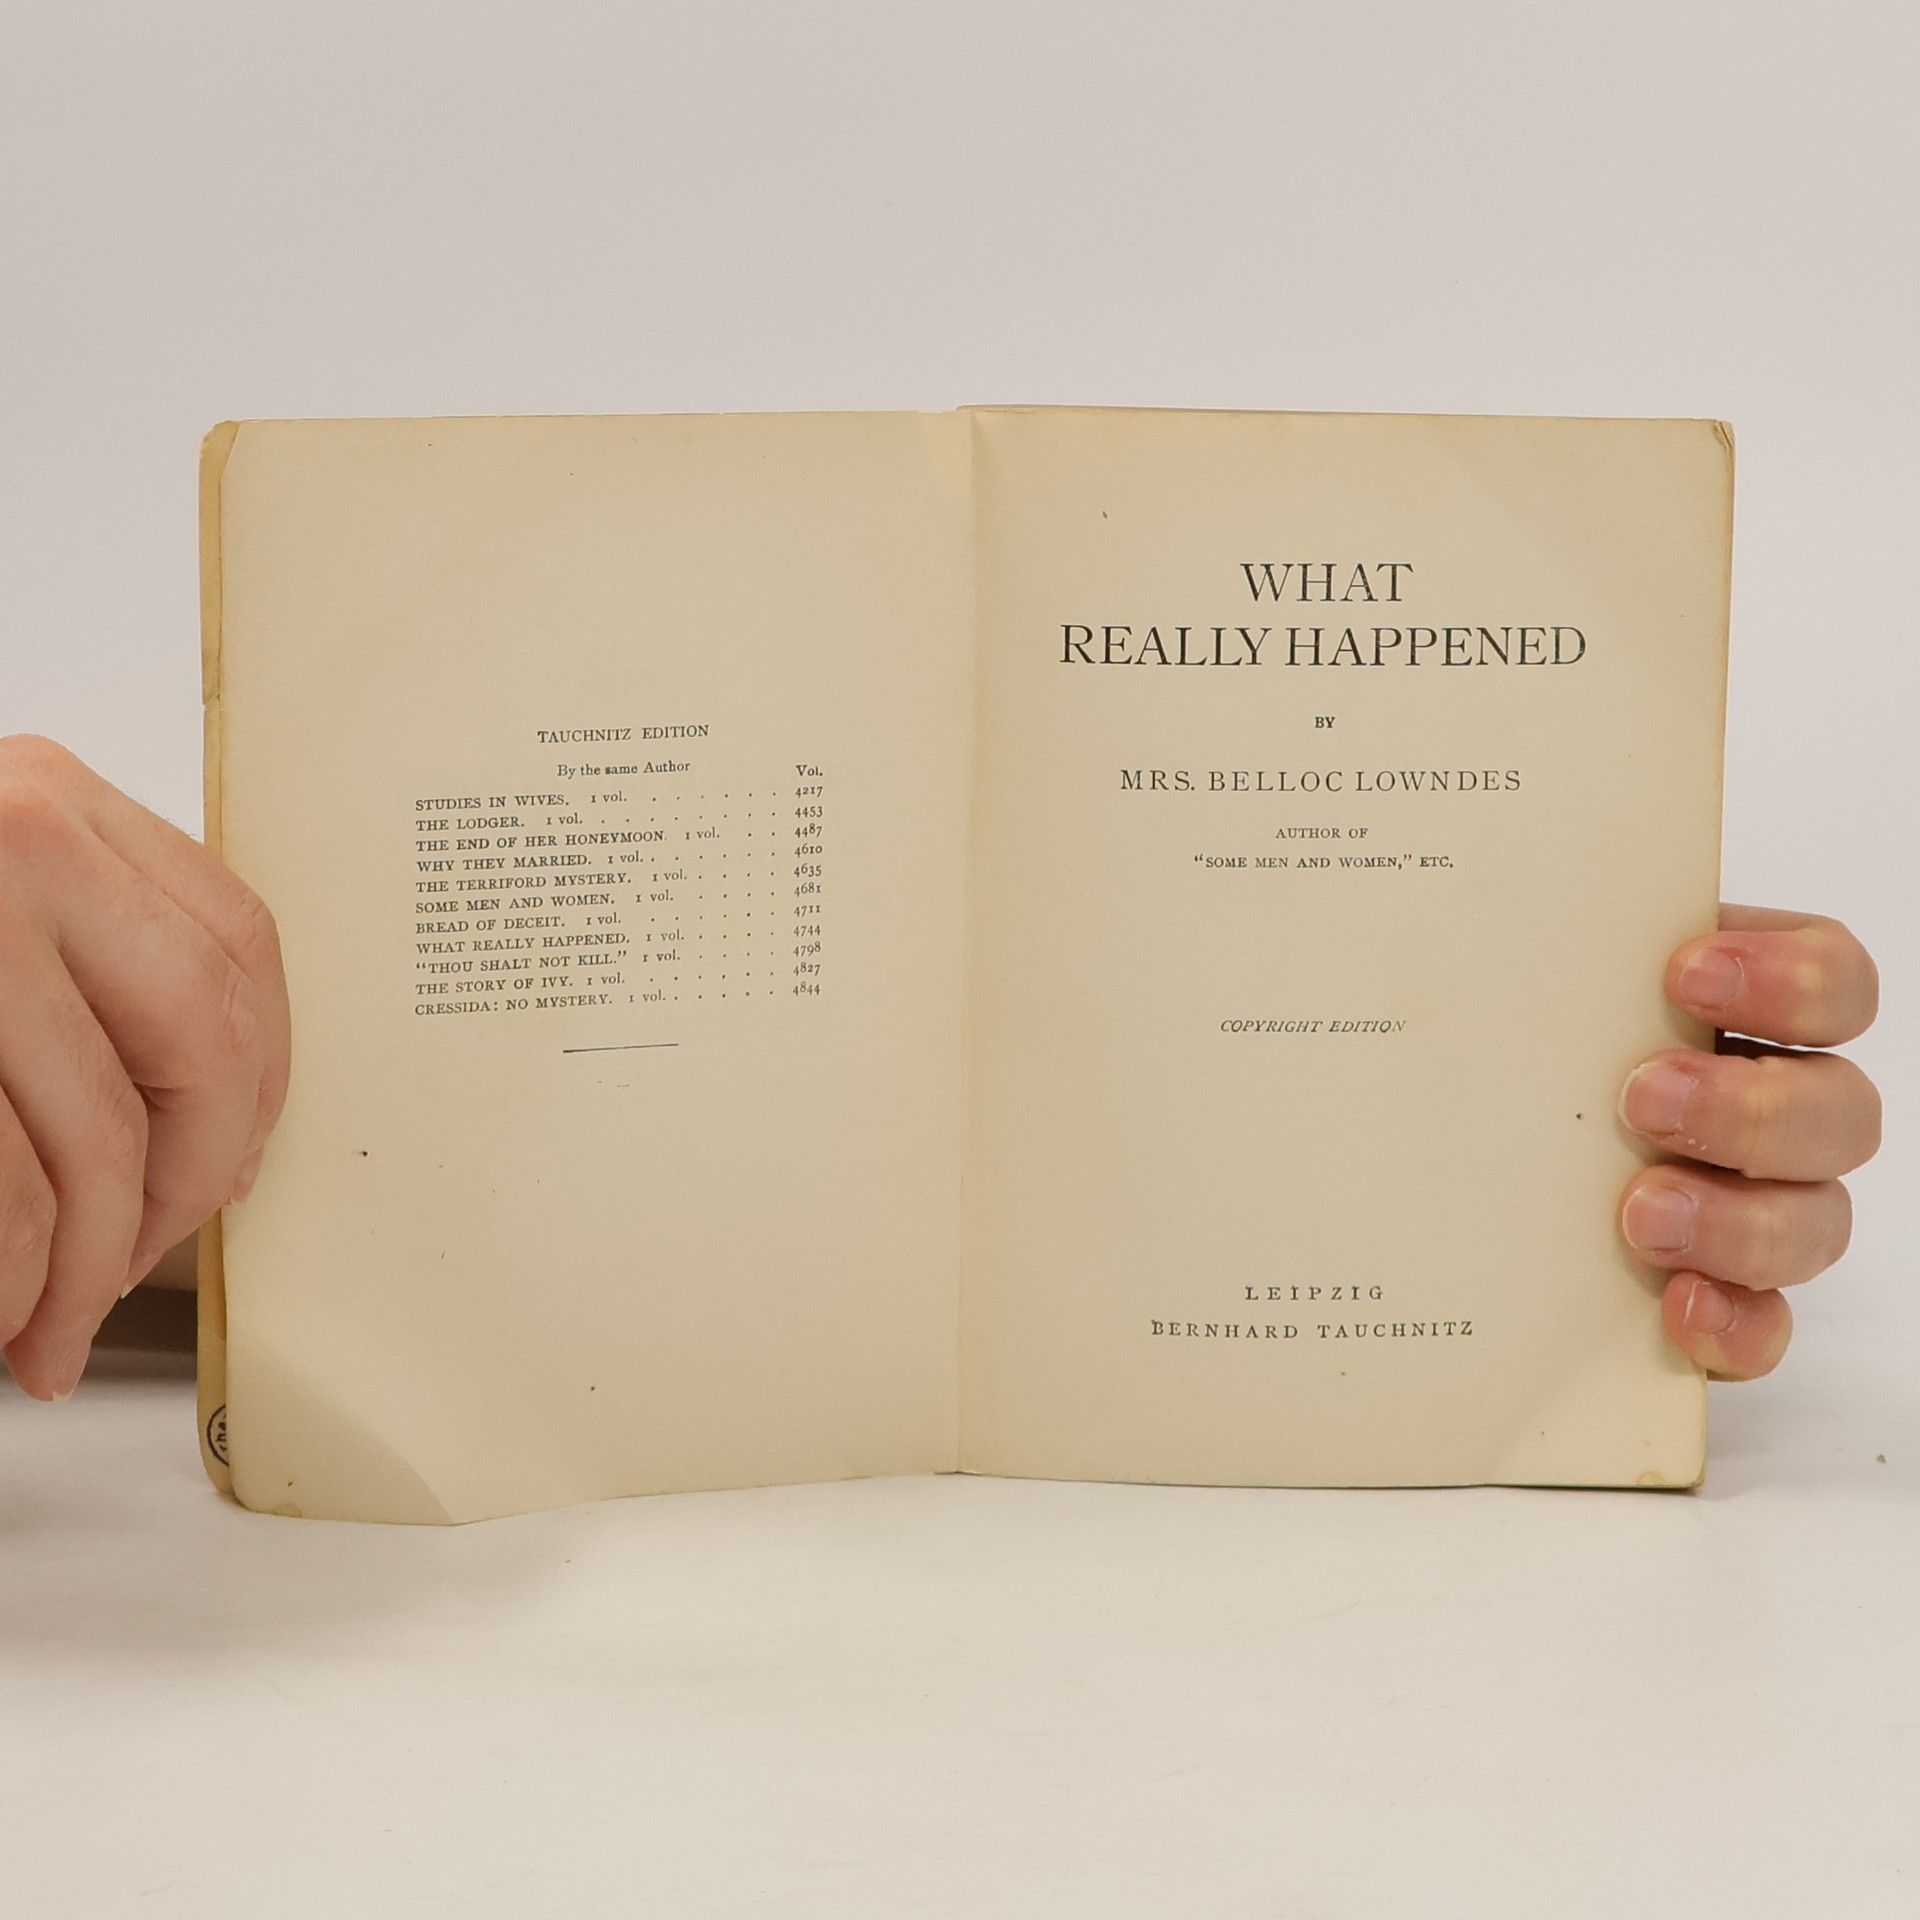 TAUCHNITZ EDITION
By the same Author Vol.
STUDIES IN WIVES. 1 vol. . . . . . . 4217
THE LODGER. 1 vol. . . . . . . . . 4453
THE END OF HER HONEYMOON. 1 vol. . . 4487
WHY THEY MARRIED. 1 vol. . . . . . . 4610
THE TERRIFORD MYSTERY. 1 vol. . . . . 4635
SOME MEN AND WOMEN. 1 vol. . . . . 4681
BREAD OF DECEIT. 1 vol. . . . . . . 4711
WHAT REALLY HAPPENED. 1 vol. . . . . 4744
“THOU SHALT NOT KILL.” 1 vol. . . . . 4798
THE STORY OF IVY. 1 vol. . . . . . . 4827
CRESSIDA: NO MYSTERY. 1 vol. . . . . . 4844
WHAT
REALLY HAPPENED
BY
MRS. BELLOC LOWNDES
AUTHOR OF
“SOME MEN AND WOMEN,” ETC.
COPYRIGHT EDITION
LEIPZIG
BERNHARD TAUCHNITZ